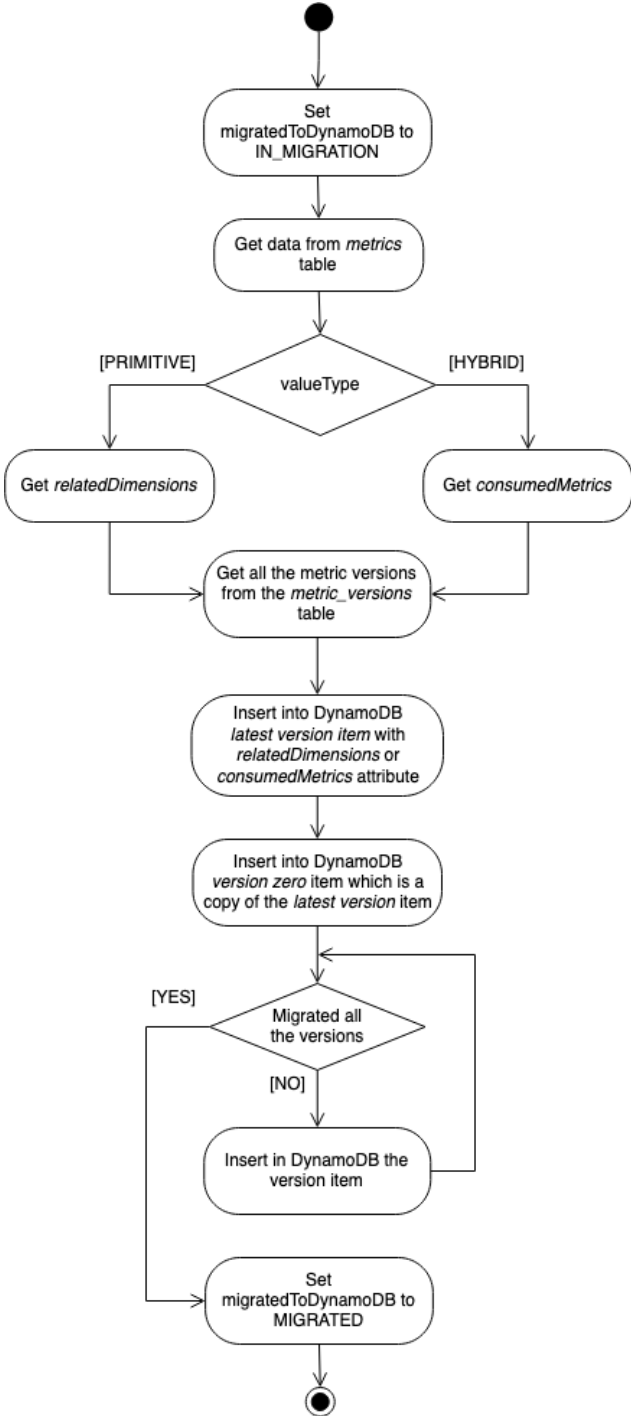 Set
migratedToDynamoDB to
IN_MIGRATION
Get data from metrics
table
[PRIMITIVE]
[HYBRID]
valueType
Get relatedDimensions
Get consumedMetrics
Get all the metric versions
from the metric_versions
table
Insert into DynamoDB
latest version item with
relatedDimensions or
consumedMetrics attribute
Insert into DynamoDB
version zero item which is a
copy of the latest version item
[YES]
Migrated all
the versions
[NO]
Insert in DynamoDB the
version item
Set
migratedToDynamoDB to
MIGRATED